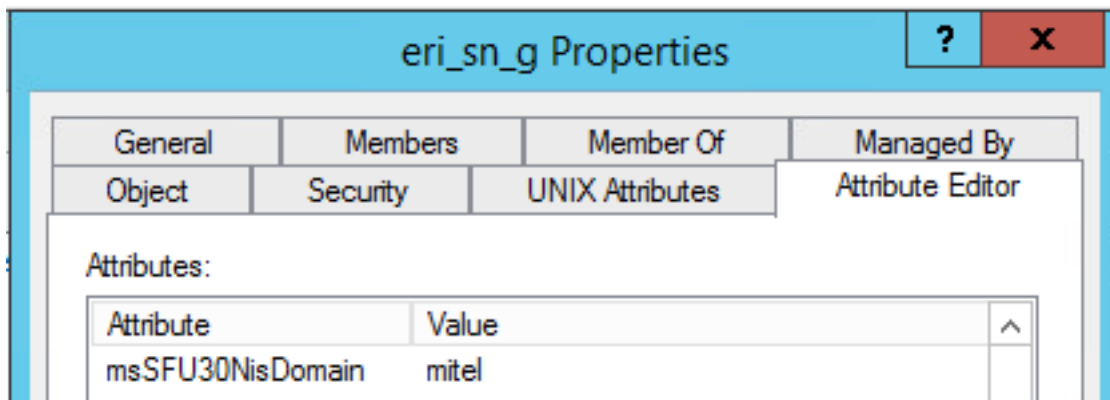 eri_sn_g Properties
? x
General Members Member Of Managed By
Object Security UNIX Attributes Attribute Editor
Attributes:
Attribute Value
msSFU30NisDomain mitel